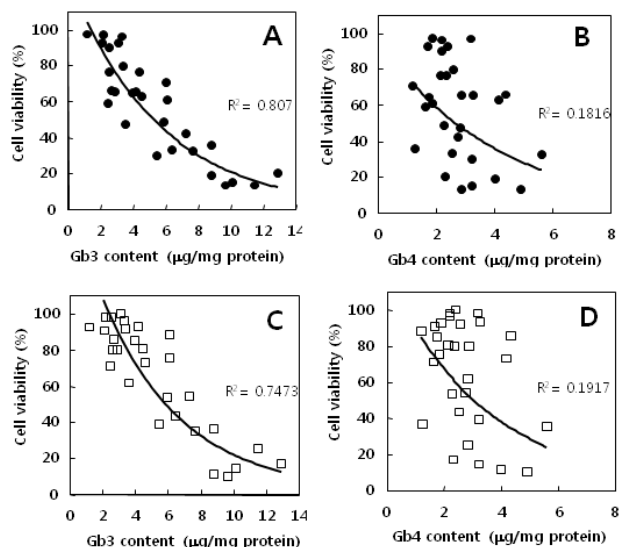 A
Cell viability (%)
100
80
60
40
20
0
R² = 0.807
0 2 4 6 8 10 12 14
Gb3 content (μg/mg protein)
B
Cell viability (%)
100
80
60
40
20
0
R² = 0.1816
0 2 4 6 8
Gb4 content (μg/mg protein)
C
Cell viability (%)
100
80
60
40
20
0
R² = 0.7473
0 2 4 6 8 10 12 14
Gb3 content (μg/mg protein)
D
Cell viability (%)
100
80
60
40
20
0
R² = 0.1917
0 2 4 6 8
Gb4 content (μg/mg protein)